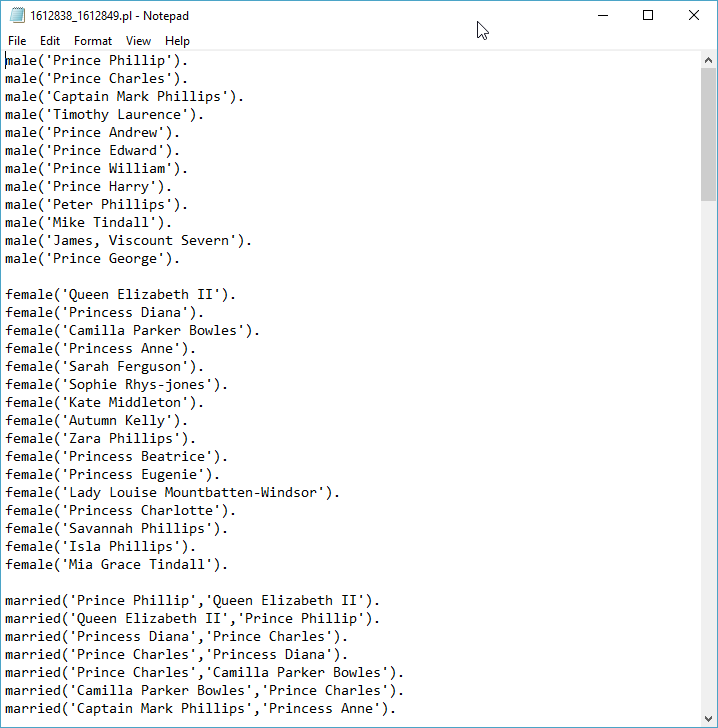 1612838_1612849.pl - Notepad
File Edit Format View Help
male('Prince Phillip').
male('Prince Charles').
male('Captain Mark Phillips').
male('Timothy Laurence').
male('Prince Andrew').
male('Prince Edward').
male('Prince William').
male('Prince Harry').
male('Peter Phillips').
male('Mike Tindall').
male('James, Viscount Severn').
male('Prince George').
female('Queen Elizabeth II').
female('Princess Diana').
female('Camilla Parker Bowles').
female('Princess Anne').
female('Sarah Ferguson').
female('Sophie Rhys-jones').
female('Kate Middleton').
female('Autumn Kelly').
female('Zara Phillips').
female('Princess Beatrice').
female('Princess Eugenie').
female('Lady Louise Mountbatten-Windsor').
female('Princess Charlotte').
female('Savannah Phillips').
female('Isla Phillips').
female('Mia Grace Tindall').
married('Prince Phillip','Queen Elizabeth II').
married('Queen Elizabeth II','Prince Phillip').
married('Princess Diana','Prince Charles').
married('Prince Charles','Princess Diana').
married('Prince Charles','Camilla Parker Bowles').
married('Camilla Parker Bowles','Prince Charles').
married('Captain Mark Phillips','Princess Anne').